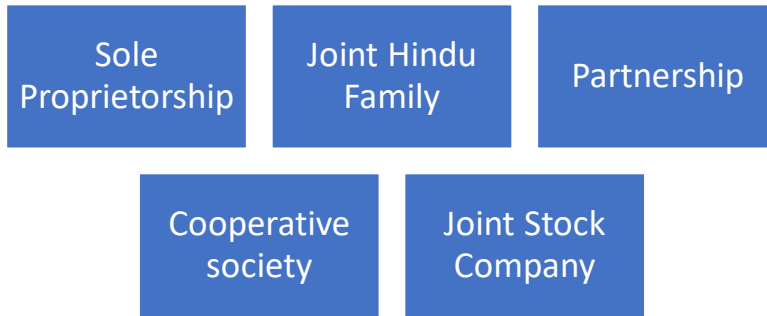 Sole
Proprietorship
Joint Hindu
Family
Partnership
Cooperative
society
Joint Stock
Company